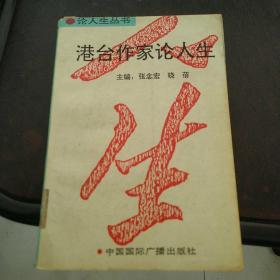 论人生丛书
港台作家论人生
主编：张念宏 晓蓓
人生
中国国际广播出版社